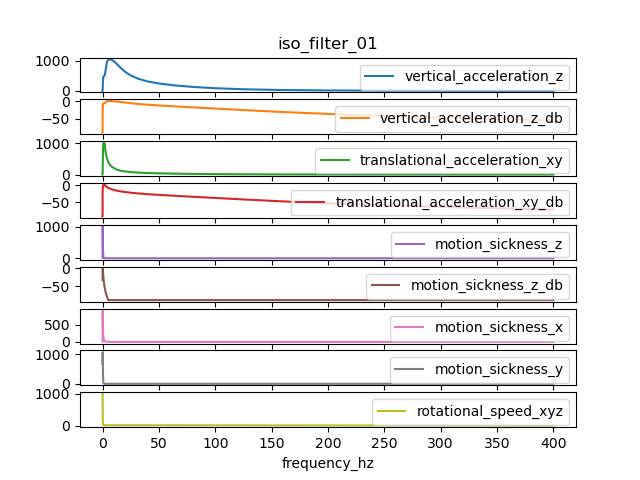 iso_filter_01
1000
0
vertical_acceleration_z
0
−50
vertical_acceleration_z_db
1000
0
translational_acceleration_xy
0
−50
translational_acceleration_xy_db
1000
0
motion_sickness_z
0
−50
motion_sickness_z_db
500
0
motion_sickness_x
1000
0
motion_sickness_y
1000
0
rotational_speed_xyz
0 50 100 150 200 250 300 350 400
frequency_hz